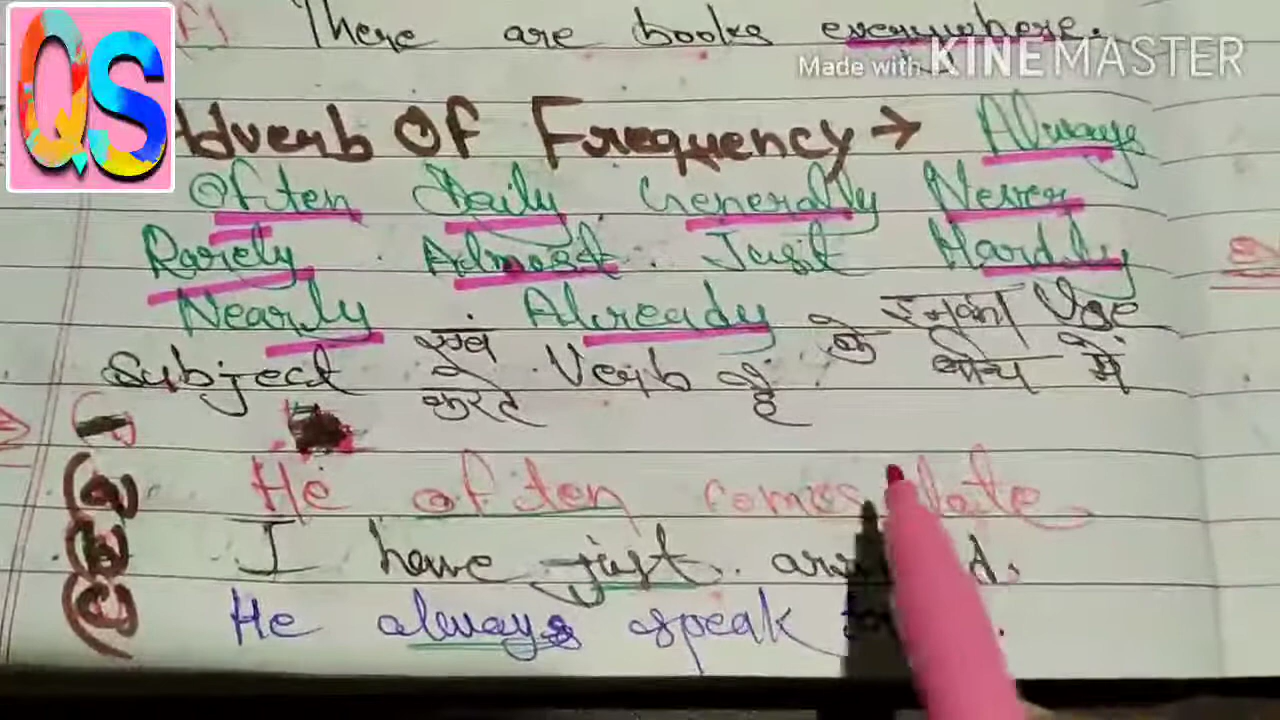 There are books everywhere.
Made with KINEMASTER
QS
Adverb Of Frequency → Always
Often Daily Generally Never
Rarely Almost Just Hardly
Nearly Already इनका Use
Subject एवं Verb के बीच में
करते हैं
(a) He often comes late
(b) I have just
(c) He always speak